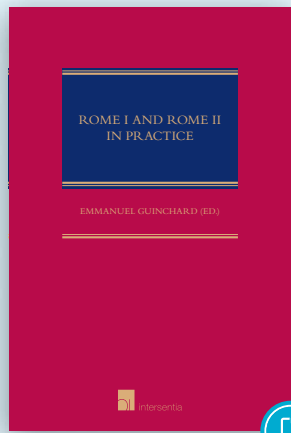 ROME I AND ROME II
IN PRACTICE
EMMANUEL GUINCHARD (ED.)
intersentia